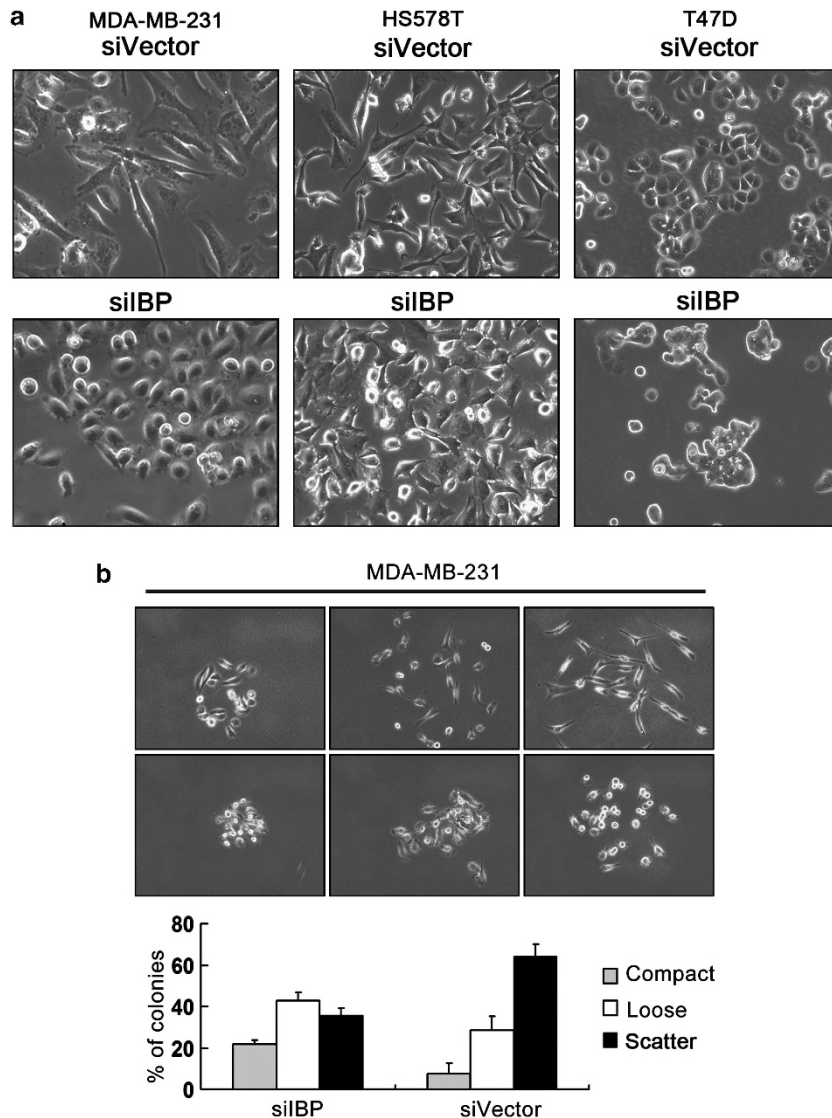 a
MDA-MB-231 HS578T T47D
siVector siVector siVector
siIBP siIBP siIBP
b
MDA-MB-231
% of colonies
80
60
40
20
0
siIBP siVector
Compact
Loose
Scatter